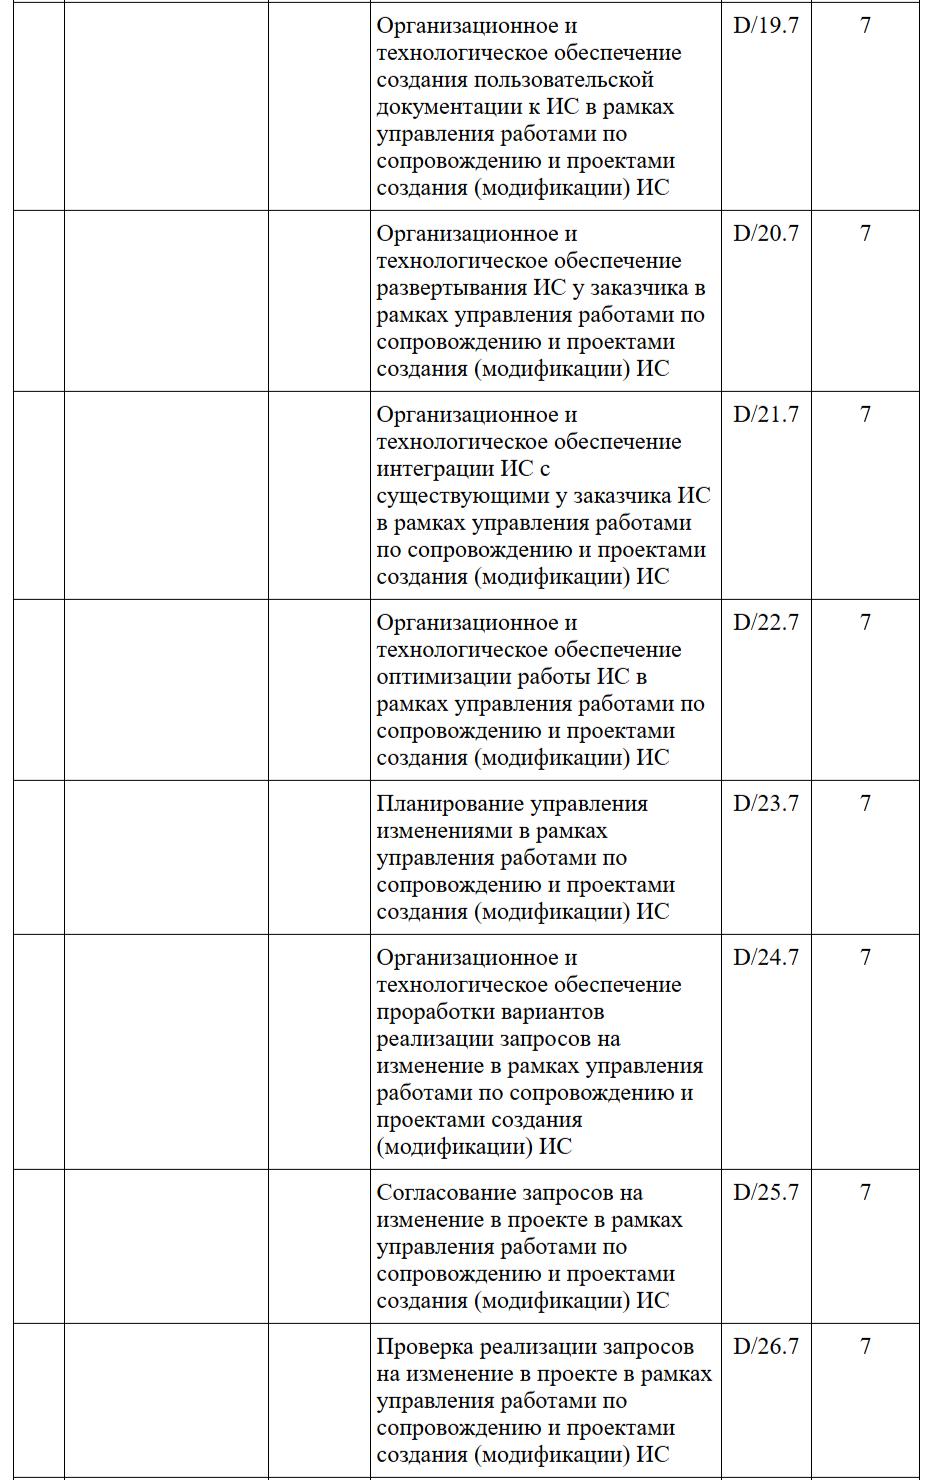 Организационное и D/19.7 7
технологическое обеспечение
создания пользовательской
документации к ИС в рамках
управления работами по
сопровождению и проектами
создания (модификации) ИС
Организационное и D/20.7 7
технологическое обеспечение
развертывания ИС у заказчика в
рамках управления работами по
сопровождению и проектами
создания (модификации) ИС
Организационное и D/21.7 7
технологическое обеспечение
интеграции ИС с
существующими у заказчика ИС
в рамках управления работами
по сопровождению и проектами
создания (модификации) ИС
Организационное и D/22.7 7
технологическое обеспечение
оптимизации работы ИС в
рамках управления работами по
сопровождению и проектами
создания (модификации) ИС
Планирование управления D/23.7 7
изменениями в рамках
управления работами по
сопровождению и проектами
создания (модификации) ИС
Организационное и D/24.7 7
технологическое обеспечение
проработки вариантов
реализации запросов на
изменение в рамках управления
работами по сопровождению и
проектами создания
(модификации) ИС
Согласование запросов на D/25.7 7
изменение в проекте в рамках
управления работами по
сопровождению и проектами
создания (модификации) ИС
Проверка реализации запросов D/26.7 7
на изменение в проекте в рамках
управления работами по
сопровождению и проектами
создания (модификации) ИС